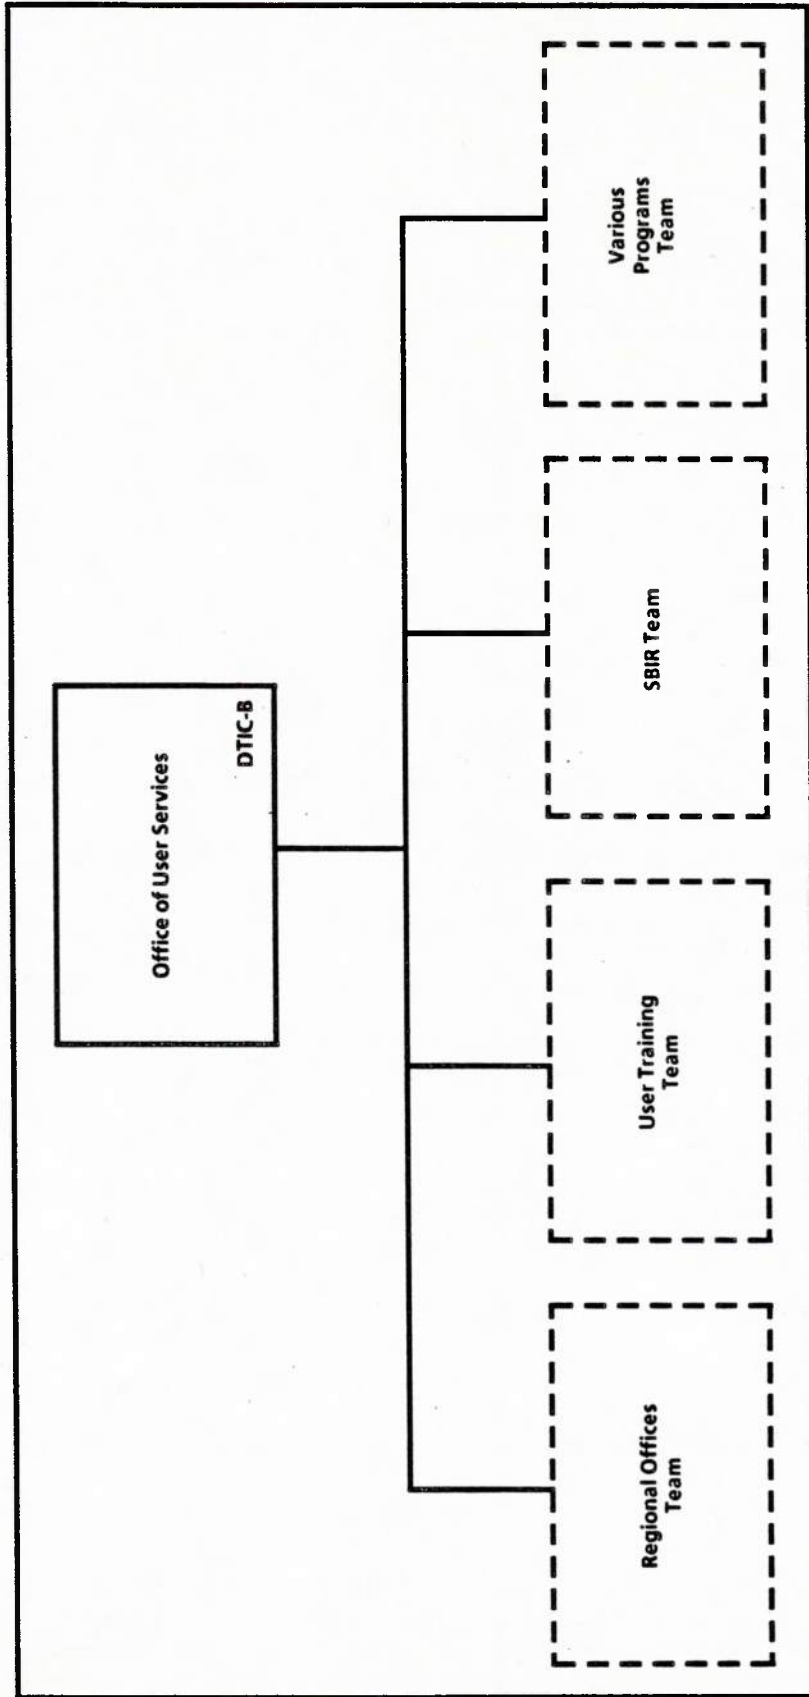 Office of User Services
DTIC-B
Regional Offices
Team
User Training
Team
SBIR Team
Various
Programs
Team